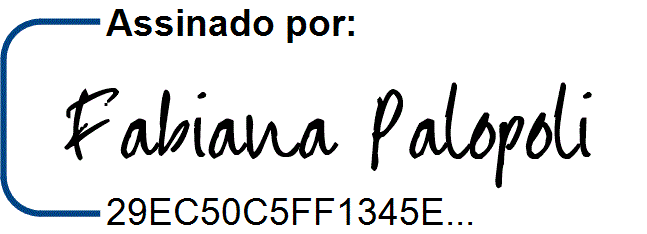 Assinado por:
Fabiana Palopoli
29EC50C5FF1345E...